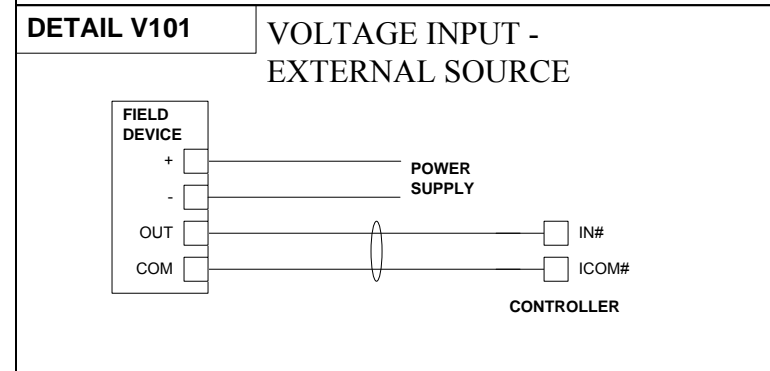 DETAIL V101
VOLTAGE INPUT -
EXTERNAL SOURCE
FIELD
DEVICE
+
-
OUT
COM
POWER
SUPPLY
IN#
ICOM#
CONTROLLER